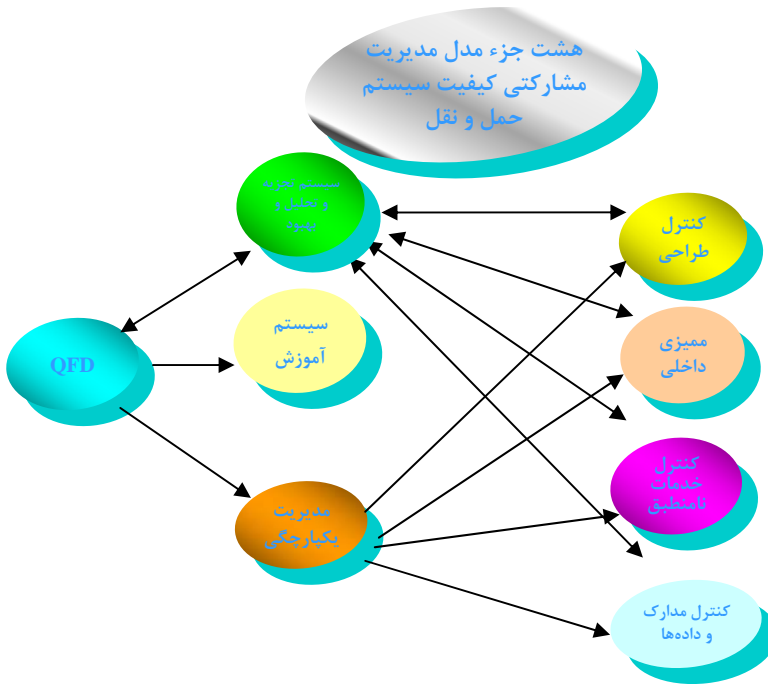 هشت جزء مدل مدیریت
مشارکتی کیفیت سیستم
حمل و نقل
سیستم تجزیه
و تحلیل و
بهبود
کنترل
طراحی
سیستم
آموزش
ممیزی
داخلی
QFD
کنترل
خدمات
نامنطبق
مدیریت
یکپارچگی
کنترل مدارک
و داده‌ها